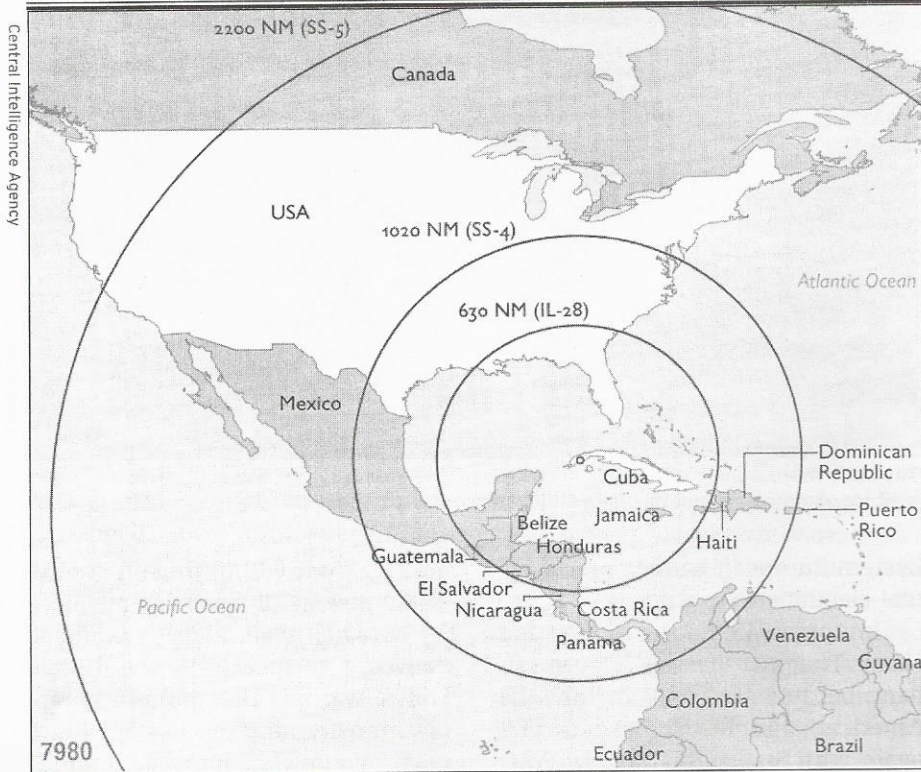 Central Intelligence Agency
2200 NM (SS-5)
Canada
USA
1020 NM (SS-4)
Atlantic Ocean
630 NM (IL-28)
Mexico
Cuba
Dominican
Republic
Jamaica
Puerto
Rico
Belize
Haiti
Guatemala
Honduras
El Salvador
Nicaragua
Costa Rica
Pacific Ocean
Panama
Venezuela
Guyana
Colombia
7980
Ecuador
Brazil